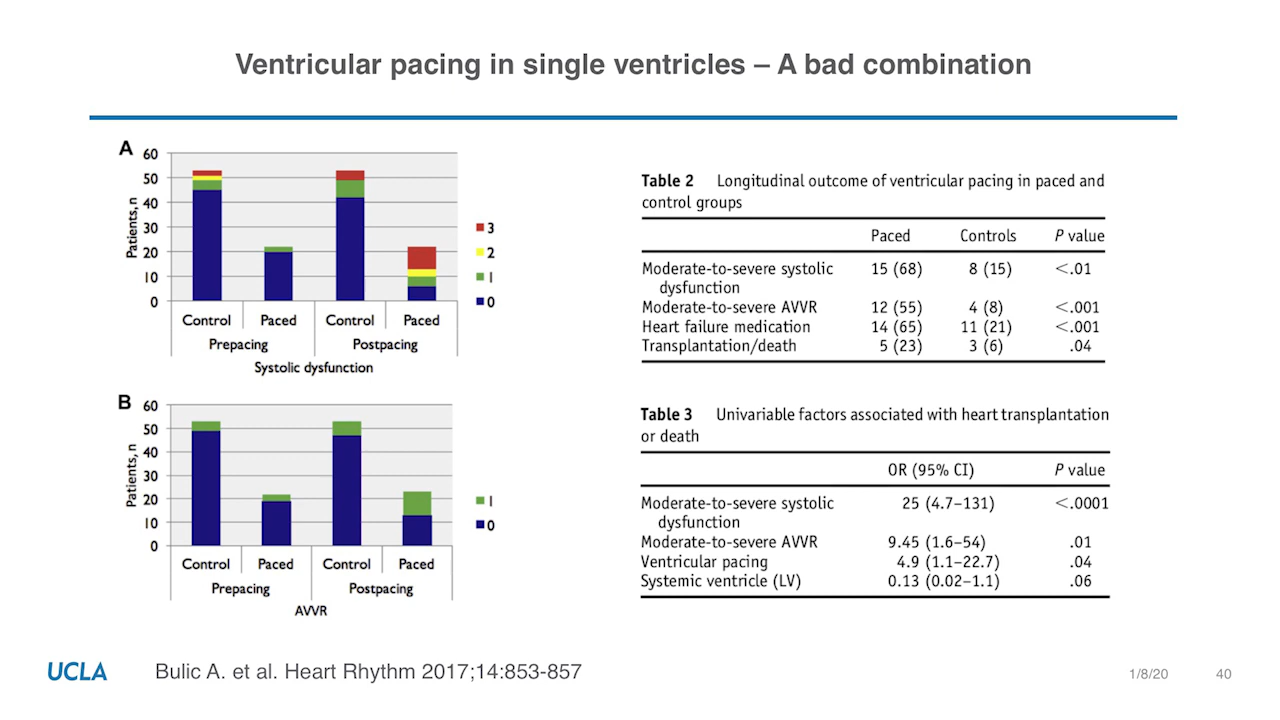 Ventricular pacing in single ventricles – A bad combination
A
60
50
40
30
20
10
0
Patients,n
3
2
1
0
Control Paced Control Paced
Prepacing Postpacing
Systolic dysfunction
B
60
50
40
30
20
10
0
Patients, n
1
0
Control Paced Control Paced
Prepacing Postpacing
AVVR
Table 2 Longitudinal outcome of ventricular pacing in paced and
control groups
Paced Controls P value
Moderate-to-severe systolic 15 (68) 8 (15) <.01
dysfunction
Moderate-to-severe AVVR 12 (55) 4 (8) <.001
Heart failure medication 14 (65) 11 (21) <.001
Transplantation/death 5 (23) 3 (6) .04
Table 3 Univariable factors associated with heart transplantation
or death
OR (95% CI) P value
Moderate-to-severe systolic 25 (4.7–131) <.0001
dysfunction
Moderate-to-severe AVVR 9.45 (1.6–54) .01
Ventricular pacing 4.9 (1.1–22.7) .04
Systemic ventricle (LV) 0.13 (0.02–1.1) .06
UCLA
Bulic A. et al. Heart Rhythm 2017;14:853-857
1/8/20 40